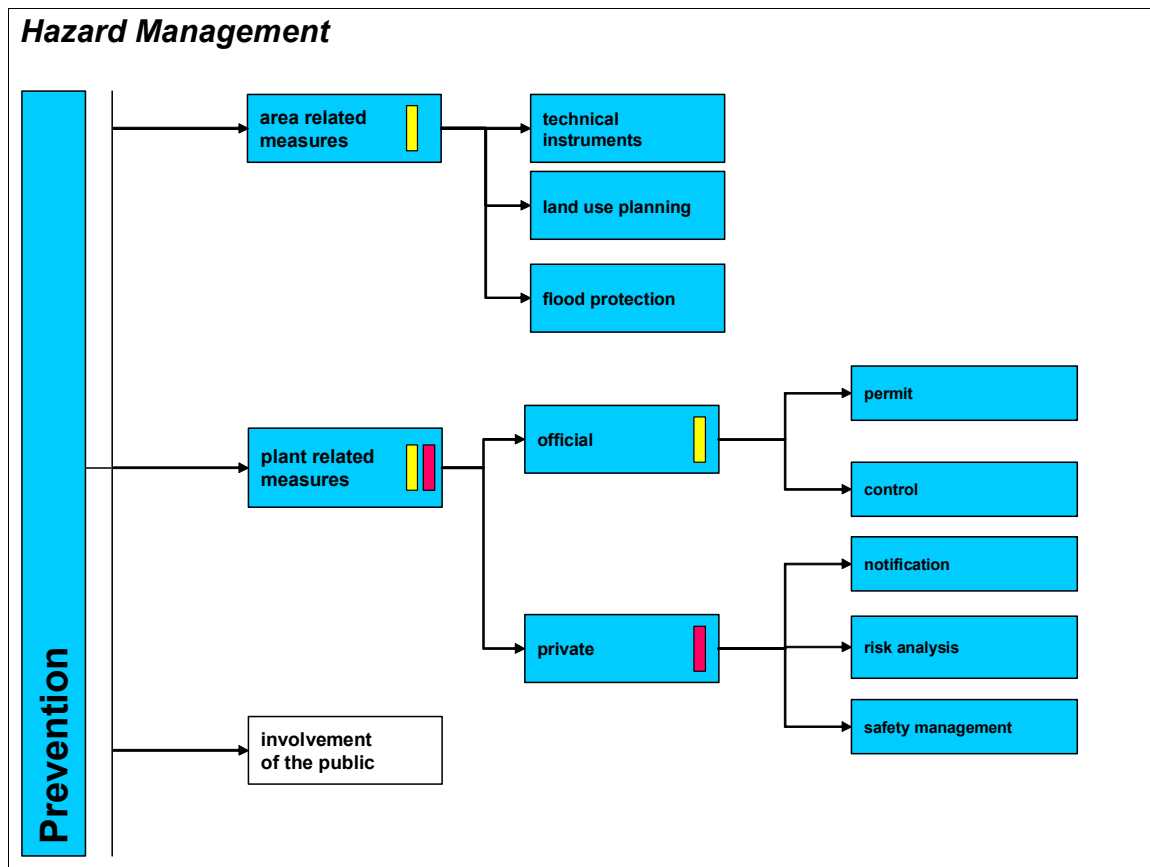 Hazard Management
Prevention
area related
measures
technical
instruments
land use planning
flood protection
plant related
measures
official
permit
control
private
notification
risk analysis
safety management
involvement
of the public